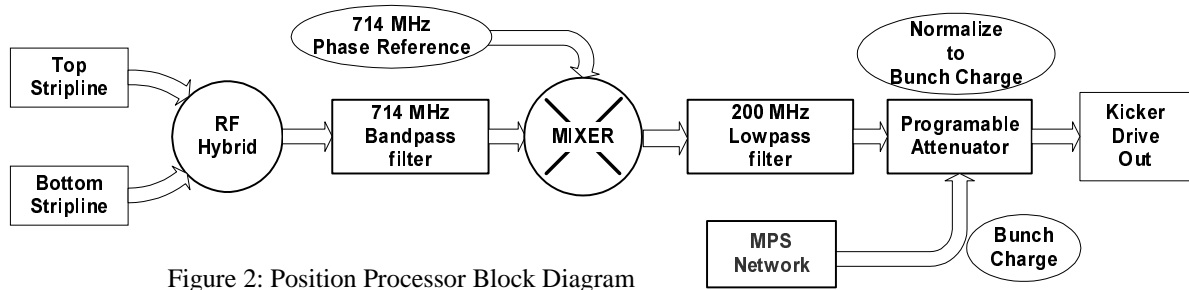 Top
Stripline
Bottom
Stripline
RF
Hybrid
714 MHz
Phase Reference
714 MHz
Bandpass
filter
MIXER
200 MHz
Lowpass
filter
Normalize
to
Bunch Charge
Programable
Attenuator
Kicker
Drive
Out
MPS
Network
Bunch
Charge
Figure 2: Position Processor Block Diagram